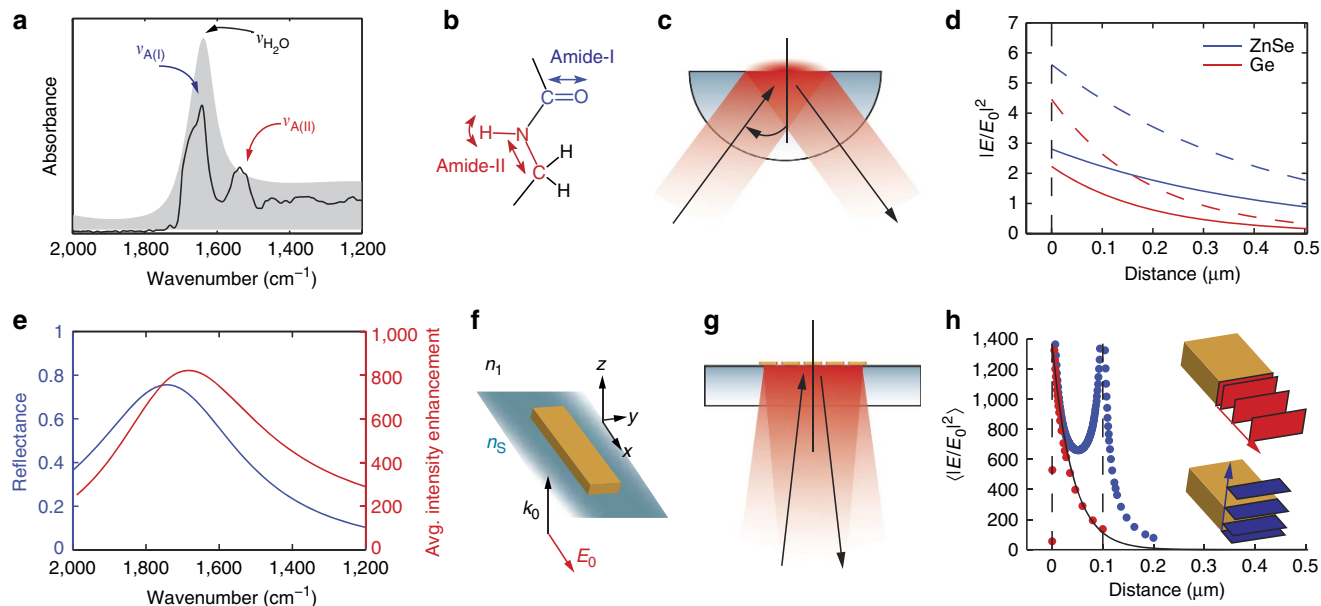 a
ν_A(I)
ν_H₂O
ν_A(II)
Absorbance
2,000 1,800 1,600 1,400 1,200
Wavenumber (cm⁻¹)
b
Amide-I
C=O
H–N
Amide-II
H
C
H
c
d
7
6
5
4
3
2
1
0
|E/E₀|²
ZnSe
Ge
0 0.1 0.2 0.3 0.4 0.5
Distance (μm)
e
1
0.8
0.6
0.4
0.2
0
Reflectance
1,000
800
600
400
200
0
Avg. intensity enhancement
2,000 1,800 1,600 1,400 1,200
Wavenumber (cm⁻¹)
f
n₁
z
y
x
n_S
k₀
E₀
g
h
1,400
1,200
1,000
800
600
400
200
0
⟨|E/E₀|²⟩
0 0.1 0.2 0.3 0.4 0.5
Distance (μm)